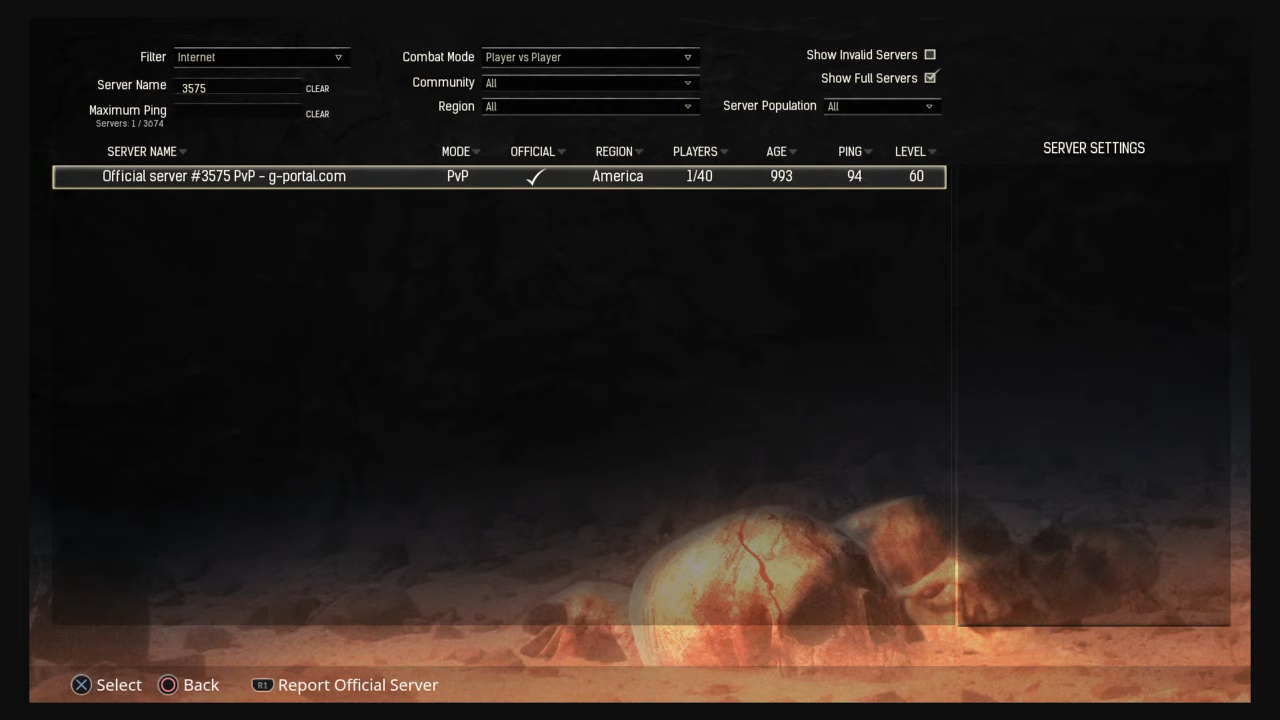 Filter Internet Combat Mode Player vs Player Show Invalid Servers
Server Name 3575 CLEAR Community All Show Full Servers
Maximum Ping CLEAR Region All Server Population All
Servers: 1 / 3674
SERVER NAME MODE OFFICIAL REGION PLAYERS AGE PING LEVEL SERVER SETTINGS
Official server #3575 PvP - g-portal.com PvP America 1/40 993 94 60
Select Back R1 Report Official Server